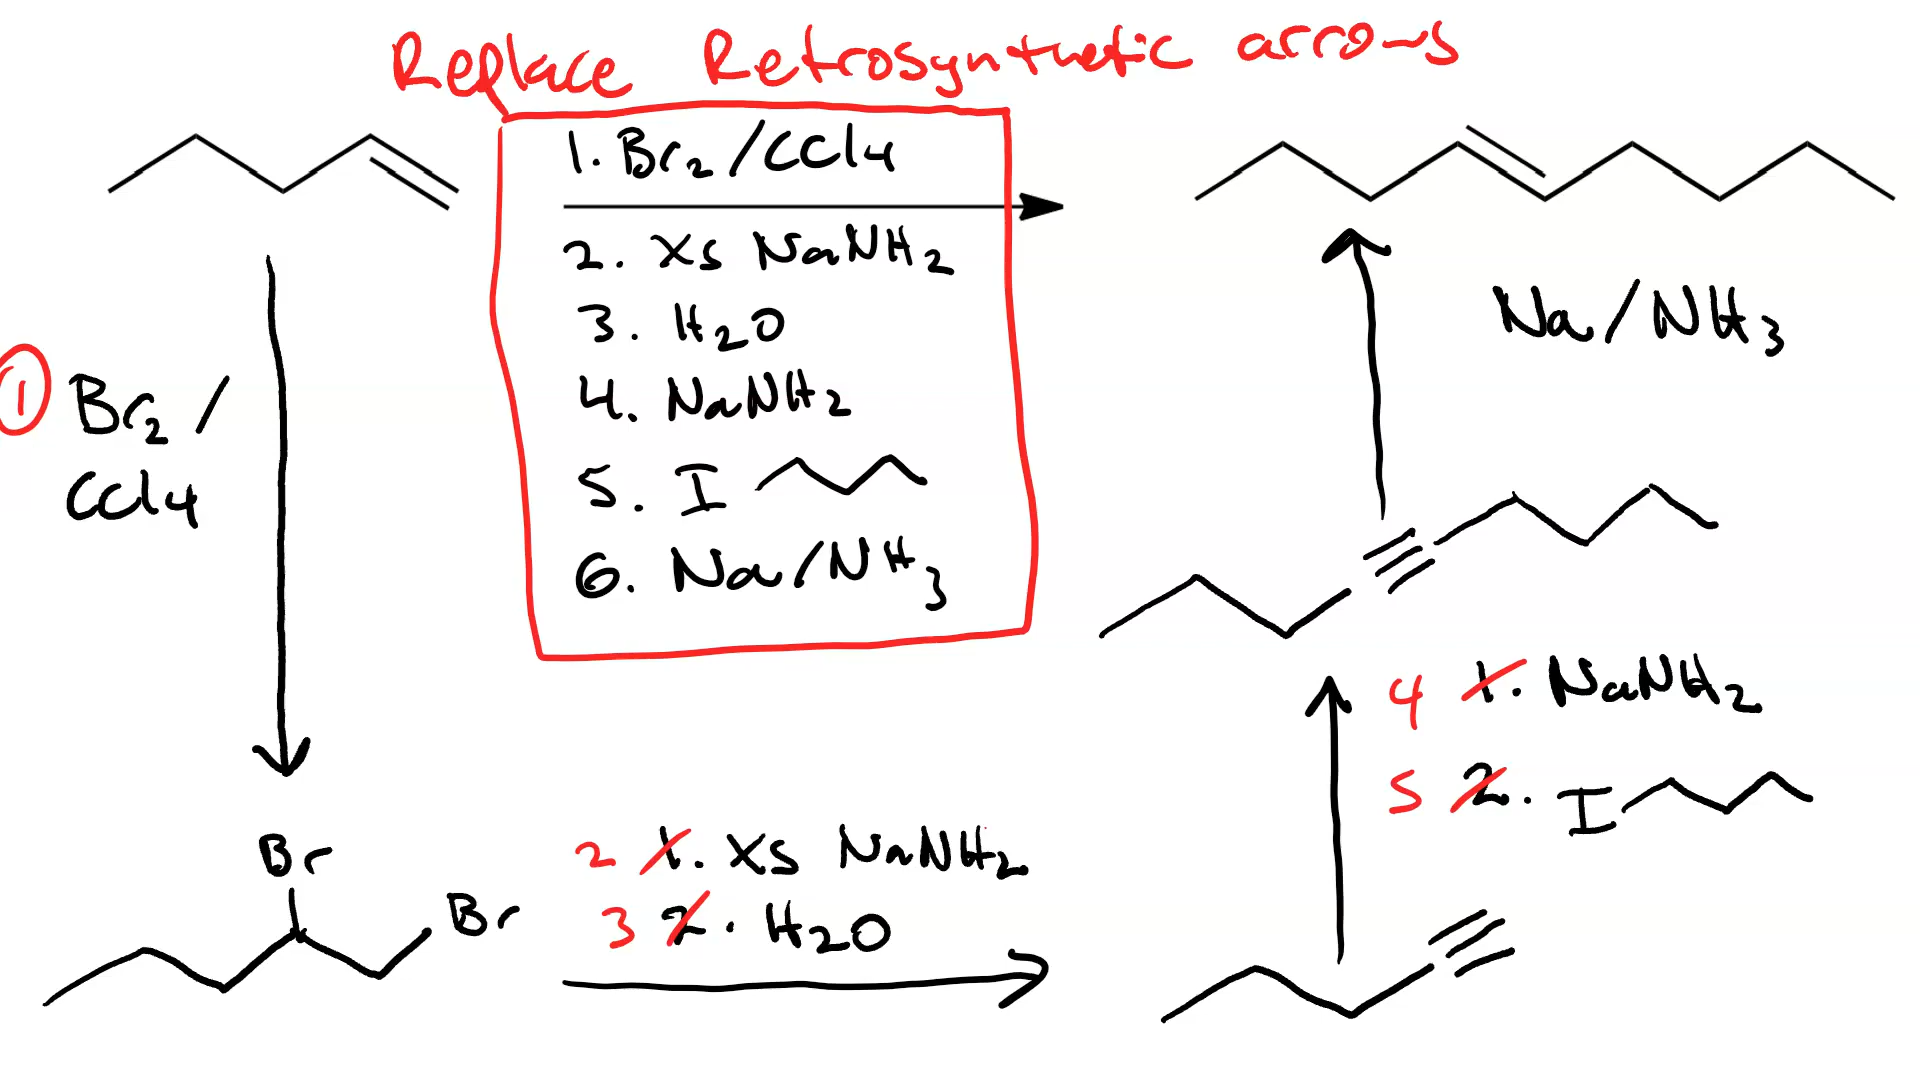 Replace Retrosynthetic arrows
1. Br2/CCl4
2. xs NaNH2
3. H2O
4. NaNH2
5. I
6. Na/NH3
Na/NH3
1 Br2/
CCl4
4 1. NaNH2
5 2. I
Br
Br
2 1. xs NaNH2
3 2. H2O